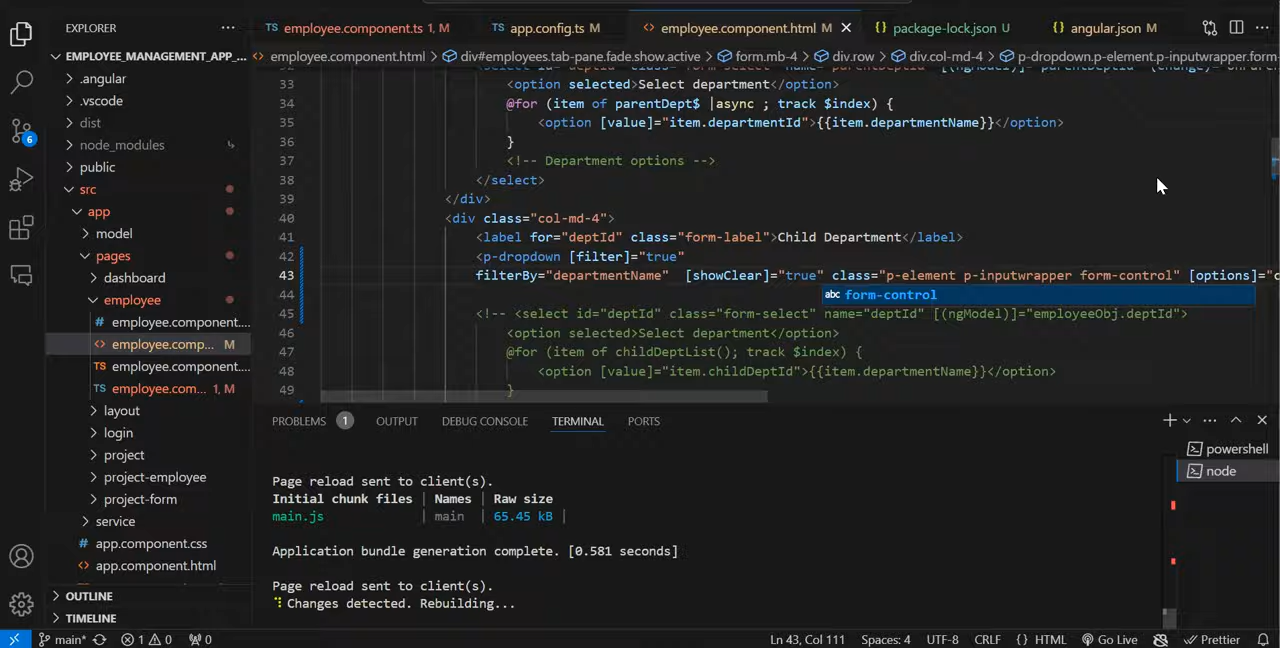 EXPLORER
EMPLOYEE_MANAGEMENT_APP_...
.angular
.vscode
dist
node_modules
public
src
app
model
pages
dashboard
employee
employee.component....
employee.comp... M
employee.component....
employee.com... 1, M
layout
login
project
project-employee
project-form
service
app.component.css
app.component.html
OUTLINE
TIMELINE
6
TS employee.component.ts 1, M
TS app.config.ts M
employee.component.html M
{} package-lock.json U
{} angular.json M
employee.component.html > div#employees.tab-pane.fade.show.active > form.mb-4 > div.row > div.col-md-4 > p-dropdown.p-element.p-inputwrapper.form-
33 <option selected>Select department</option>
34 @for (item of parentDept$ |async ; track $index) {
35 <option [value]="item.departmentId">{{item.departmentName}}</option>
36 }
37 <!-- Department options -->
38 </select>
39 </div>
40 <div class="col-md-4">
41 <label for="deptId" class="form-label">Child Department</label>
42 <p-dropdown [filter]="true"
43 filterBy="departmentName" [showClear]="true" class="p-element p-inputwrapper form-control" [options]="c
abc form-control
44
45 <!-- <select id="deptId" class="form-select" name="deptId" [(ngModel)]="employeeObj.deptId">
46 <option selected>Select department</option>
47 @for (item of childDeptList(); track $index) {
48 <option [value]="item.childDeptId">{{item.departmentName}}</option>
49 }
PROBLEMS 1 OUTPUT DEBUG CONSOLE TERMINAL PORTS
powershell
node
Page reload sent to client(s).
Initial chunk files | Names | Raw size
main.js | main | 65.45 kB |
Application bundle generation complete. [0.581 seconds]
Page reload sent to client(s).
Changes detected. Rebuilding...
main* 1 0 0 Ln 43, Col 111 Spaces: 4 UTF-8 CRLF {} HTML Go Live Prettier